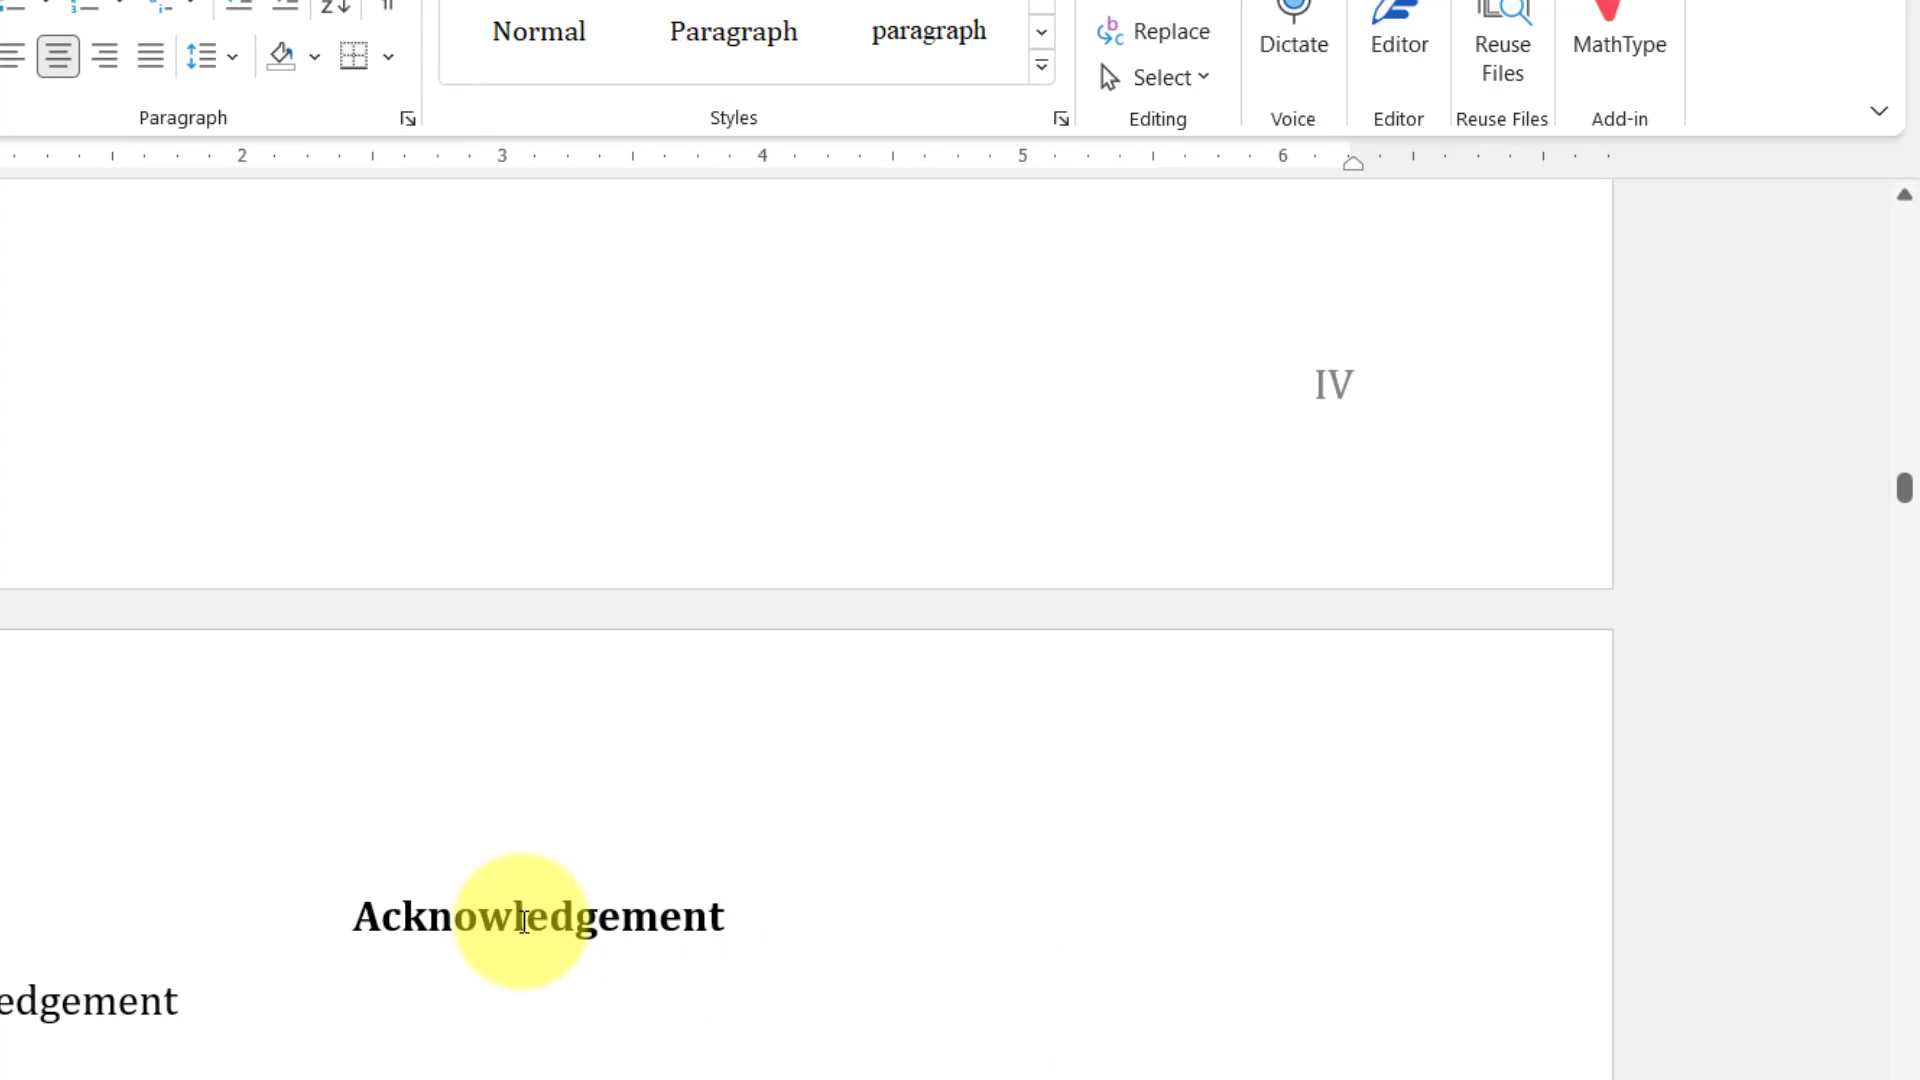 Normal Paragraph paragraph
Replace
Select
Dictate
Editor
Reuse
Files
MathType
Paragraph
Styles
Editing
Voice
Editor
Reuse Files
Add-in
2 3 4 5 6
IV
Acknowledgement
edgement